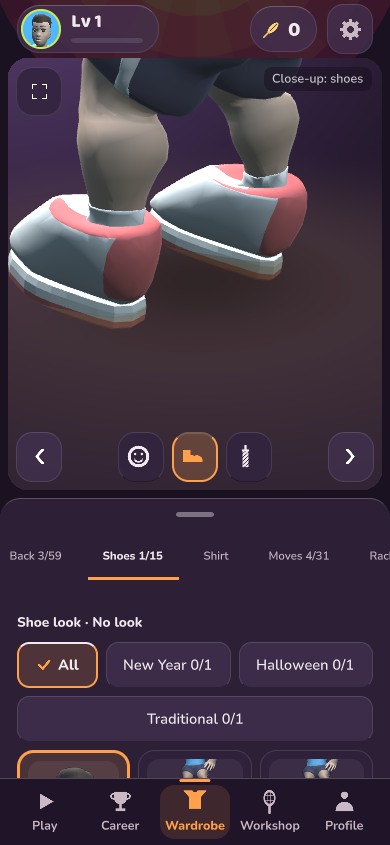 Lv 1
0
Close-up: shoes
Back 3/59
Shoes 1/15
Shirt
Moves 4/31
Shoe look · No look
All
New Year 0/1
Halloween 0/1
Traditional 0/1
Play
Career
Wardrobe
Workshop
Profile